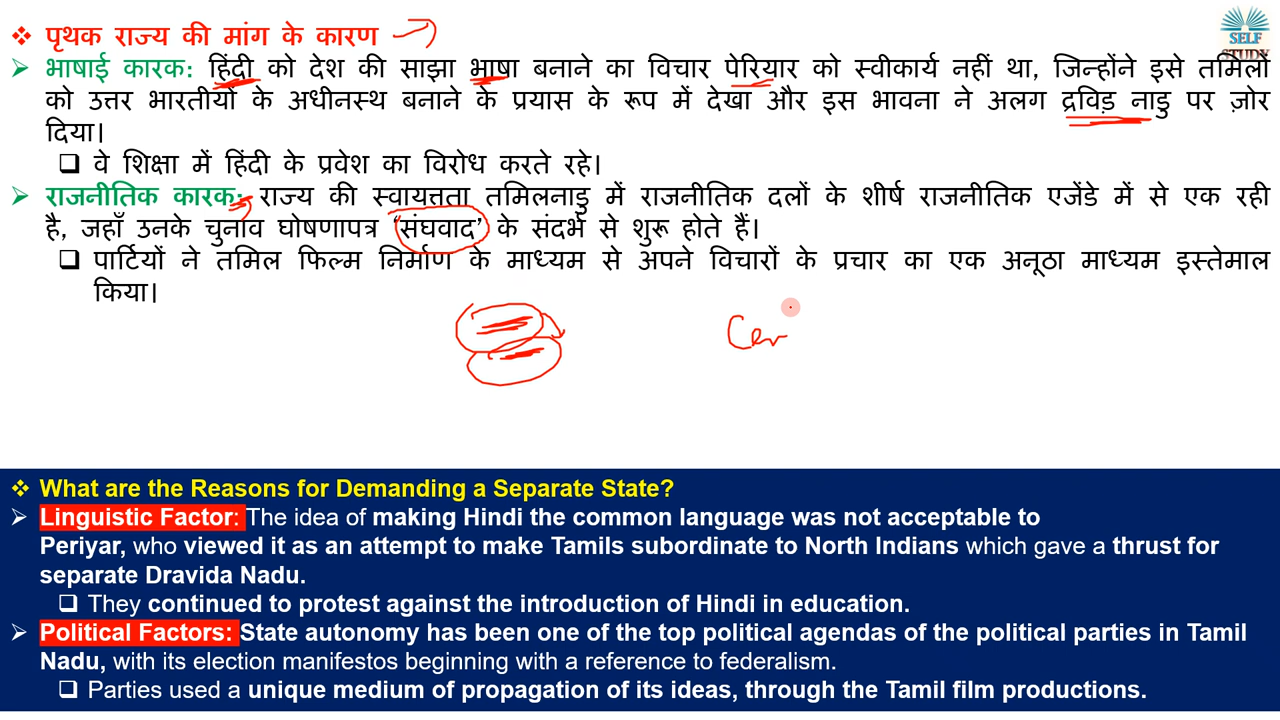 ❖ पृथक राज्य की मांग के कारण
SELF
STUDY
➢ भाषाई कारक: हिंदी को देश की साझा भाषा बनाने का विचार पेरियार को स्वीकार्य नहीं था, जिन्होंने इसे तमिलों
को उत्तर भारतीयों के अधीनस्थ बनाने के प्रयास के रूप में देखा और इस भावना ने अलग द्रविड़ नाडु पर ज़ोर
दिया।
❑ वे शिक्षा में हिंदी के प्रवेश का विरोध करते रहे।
➢ राजनीतिक कारक: राज्य की स्वायत्तता तमिलनाडु में राजनीतिक दलों के शीर्ष राजनीतिक एजेंडे में से एक रही
है, जहाँ उनके चुनाव घोषणापत्र “संघवाद’ के संदर्भ से शुरू होते हैं।
❑ पार्टियों ने तमिल फिल्म निर्माण के माध्यम से अपने विचारों के प्रचार का एक अनूठा माध्यम इस्तेमाल
किया।
Cen
❖ What are the Reasons for Demanding a Separate State?
➢ Linguistic Factor: The idea of making Hindi the common language was not acceptable to
Periyar, who viewed it as an attempt to make Tamils subordinate to North Indians which gave a thrust for
separate Dravida Nadu.
❑ They continued to protest against the introduction of Hindi in education.
➢ Political Factors: State autonomy has been one of the top political agendas of the political parties in Tamil
Nadu, with its election manifestos beginning with a reference to federalism.
❑ Parties used a unique medium of propagation of its ideas, through the Tamil film productions.